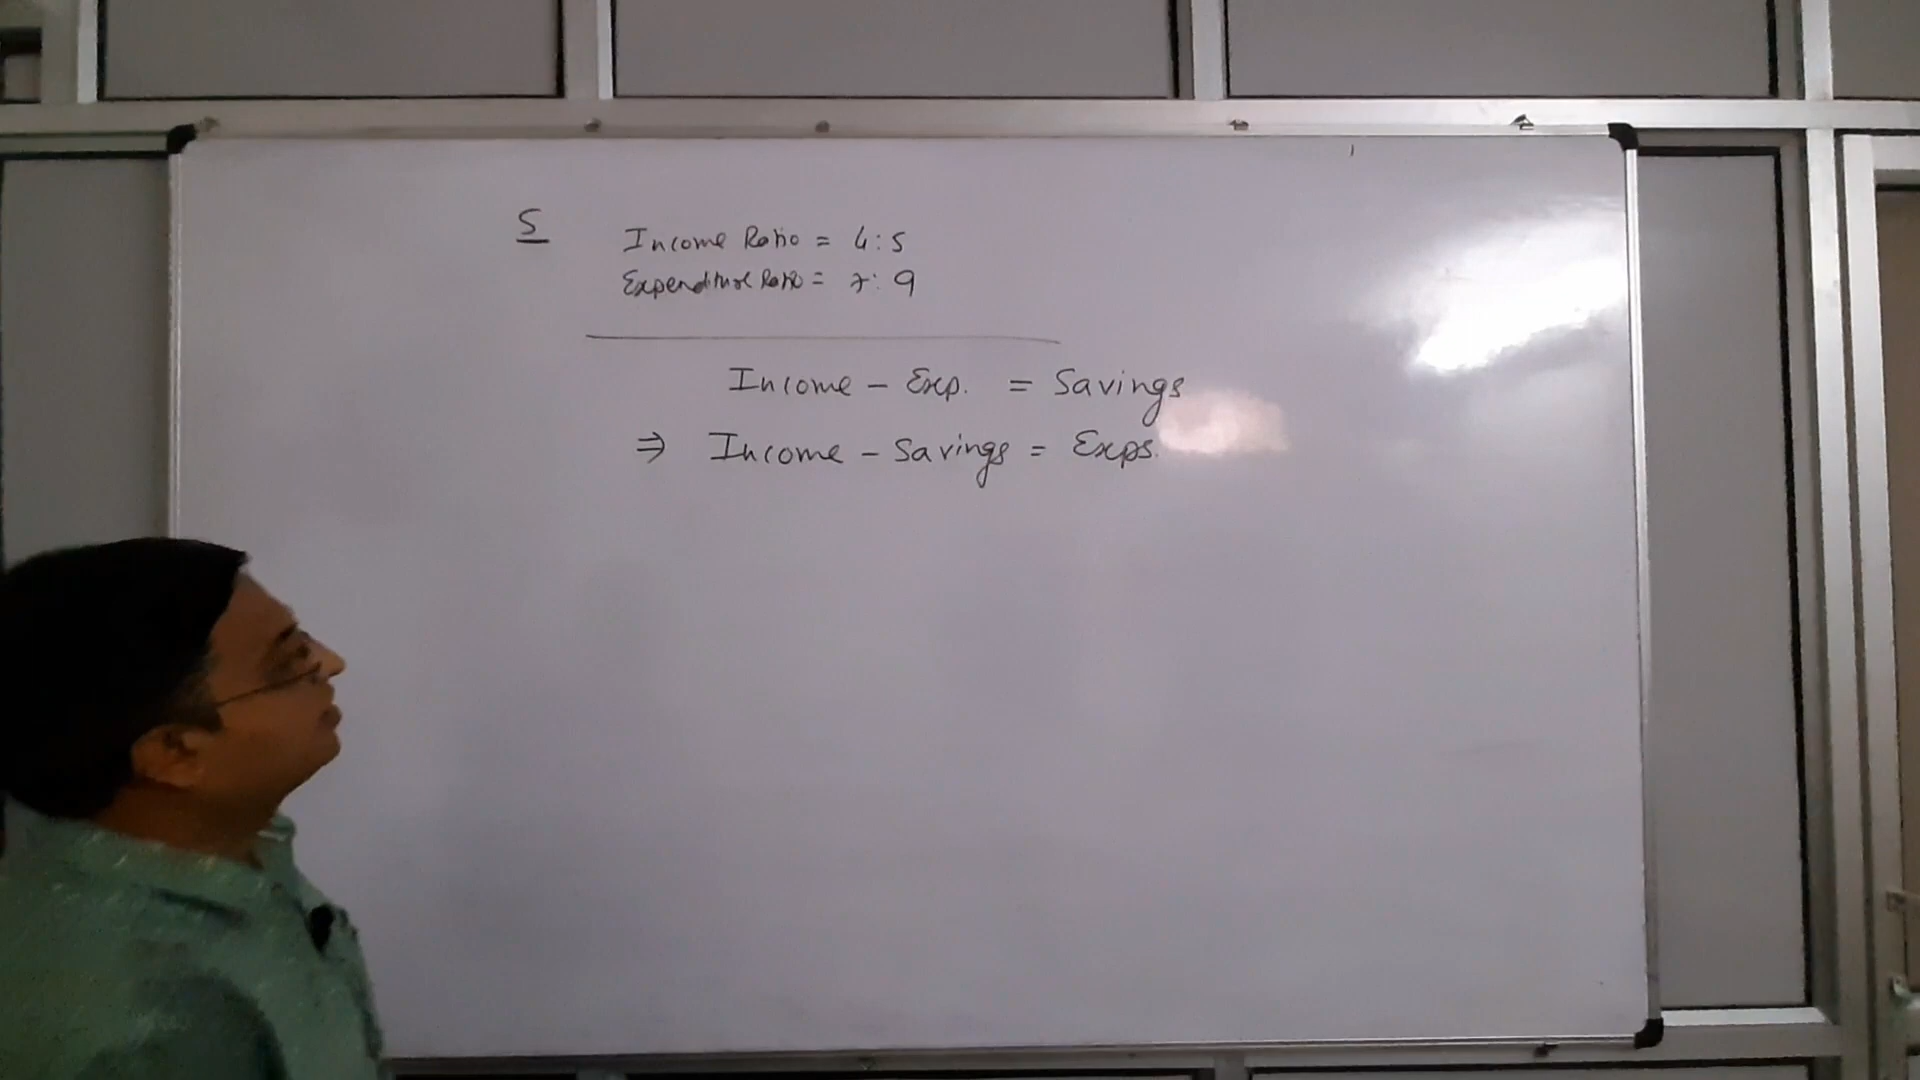 5
Income Ratio = 4:5
Expenditure Ratio = 7:9
Income - Exp. = Savings
⇒ Income - Savings = Exps.